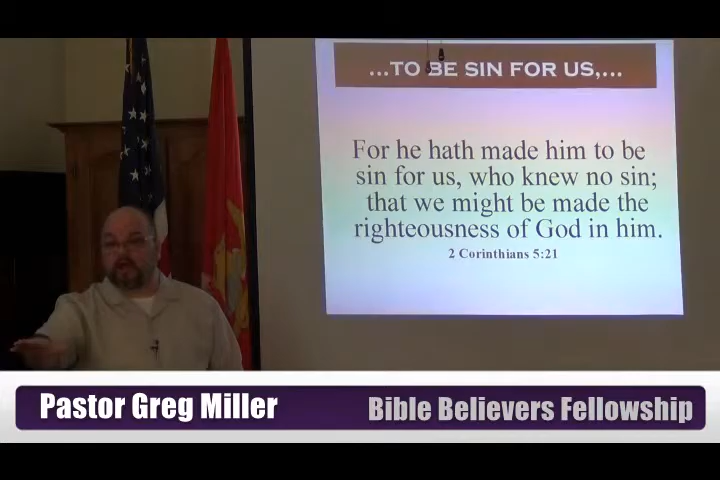 ...TO BE SIN FOR US,...
For he hath made him to be
sin for us, who knew no sin;
that we might be made the
righteousness of God in him.
2 Corinthians 5:21
Pastor Greg Miller
Bible Believers Fellowship